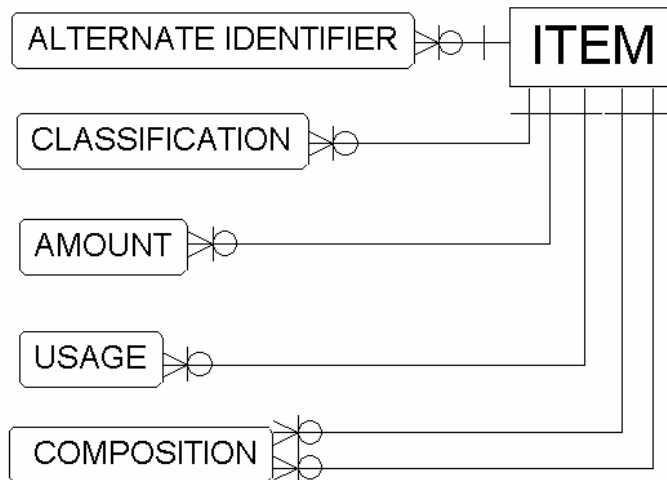 ALTERNATE IDENTIFIER
ITEM
CLASSIFICATION
AMOUNT
USAGE
COMPOSITION